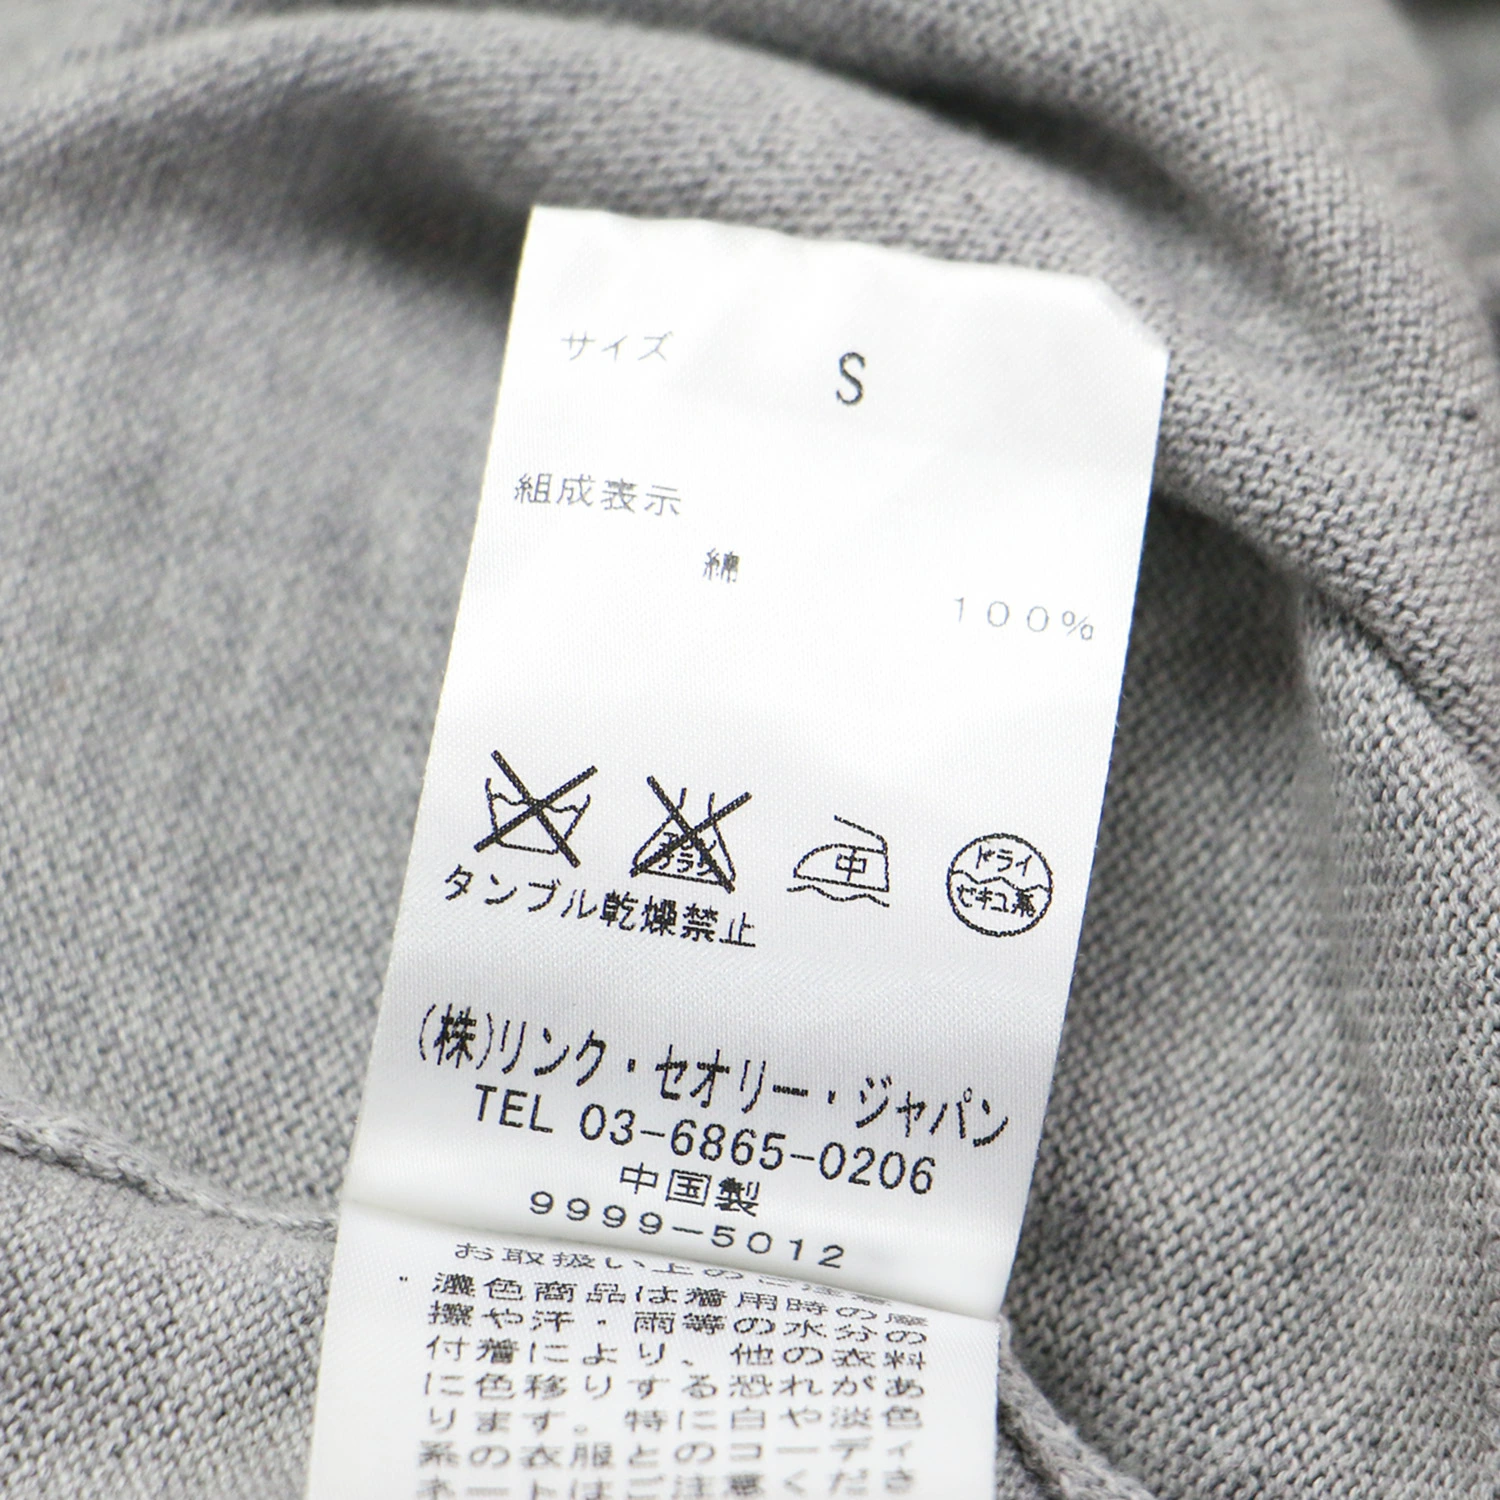 サイズ S
組成表示
綿 100%
エンソ
サラシ
中
ドライ
セキユ系
タンブル乾燥禁止
(株)リンク・セオリー・ジャパン
TEL 03-6865-0206
中国製
9999-5012
お取扱い上のご注意
濃色商品は着用時の摩
擦や汗・雨等の水分の
付着により、他の衣料
に色移りする恐れがあ
ります。特に白や淡色
系の衣服とのコーディ
ネートはご注意くださ